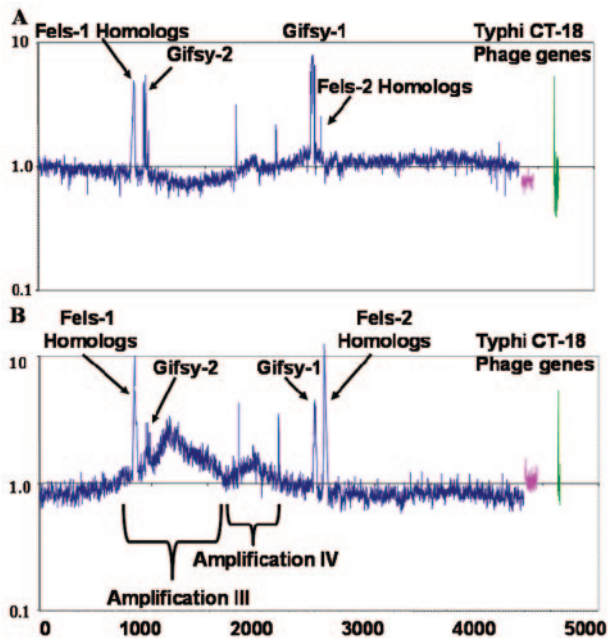 A
Fels-1 Homologs
Gifsy-2
Gifsy-1
Fels-2 Homologs
Typhi CT-18
Phage genes
10
1.0
0.1
B
Fels-1
Homologs
Gifsy-2
Gifsy-1
Fels-2
Homologs
Typhi CT-18
Phage genes
10
1.0
Amplification IV
Amplification III
0.1
0 1000 2000 3000 4000 5000